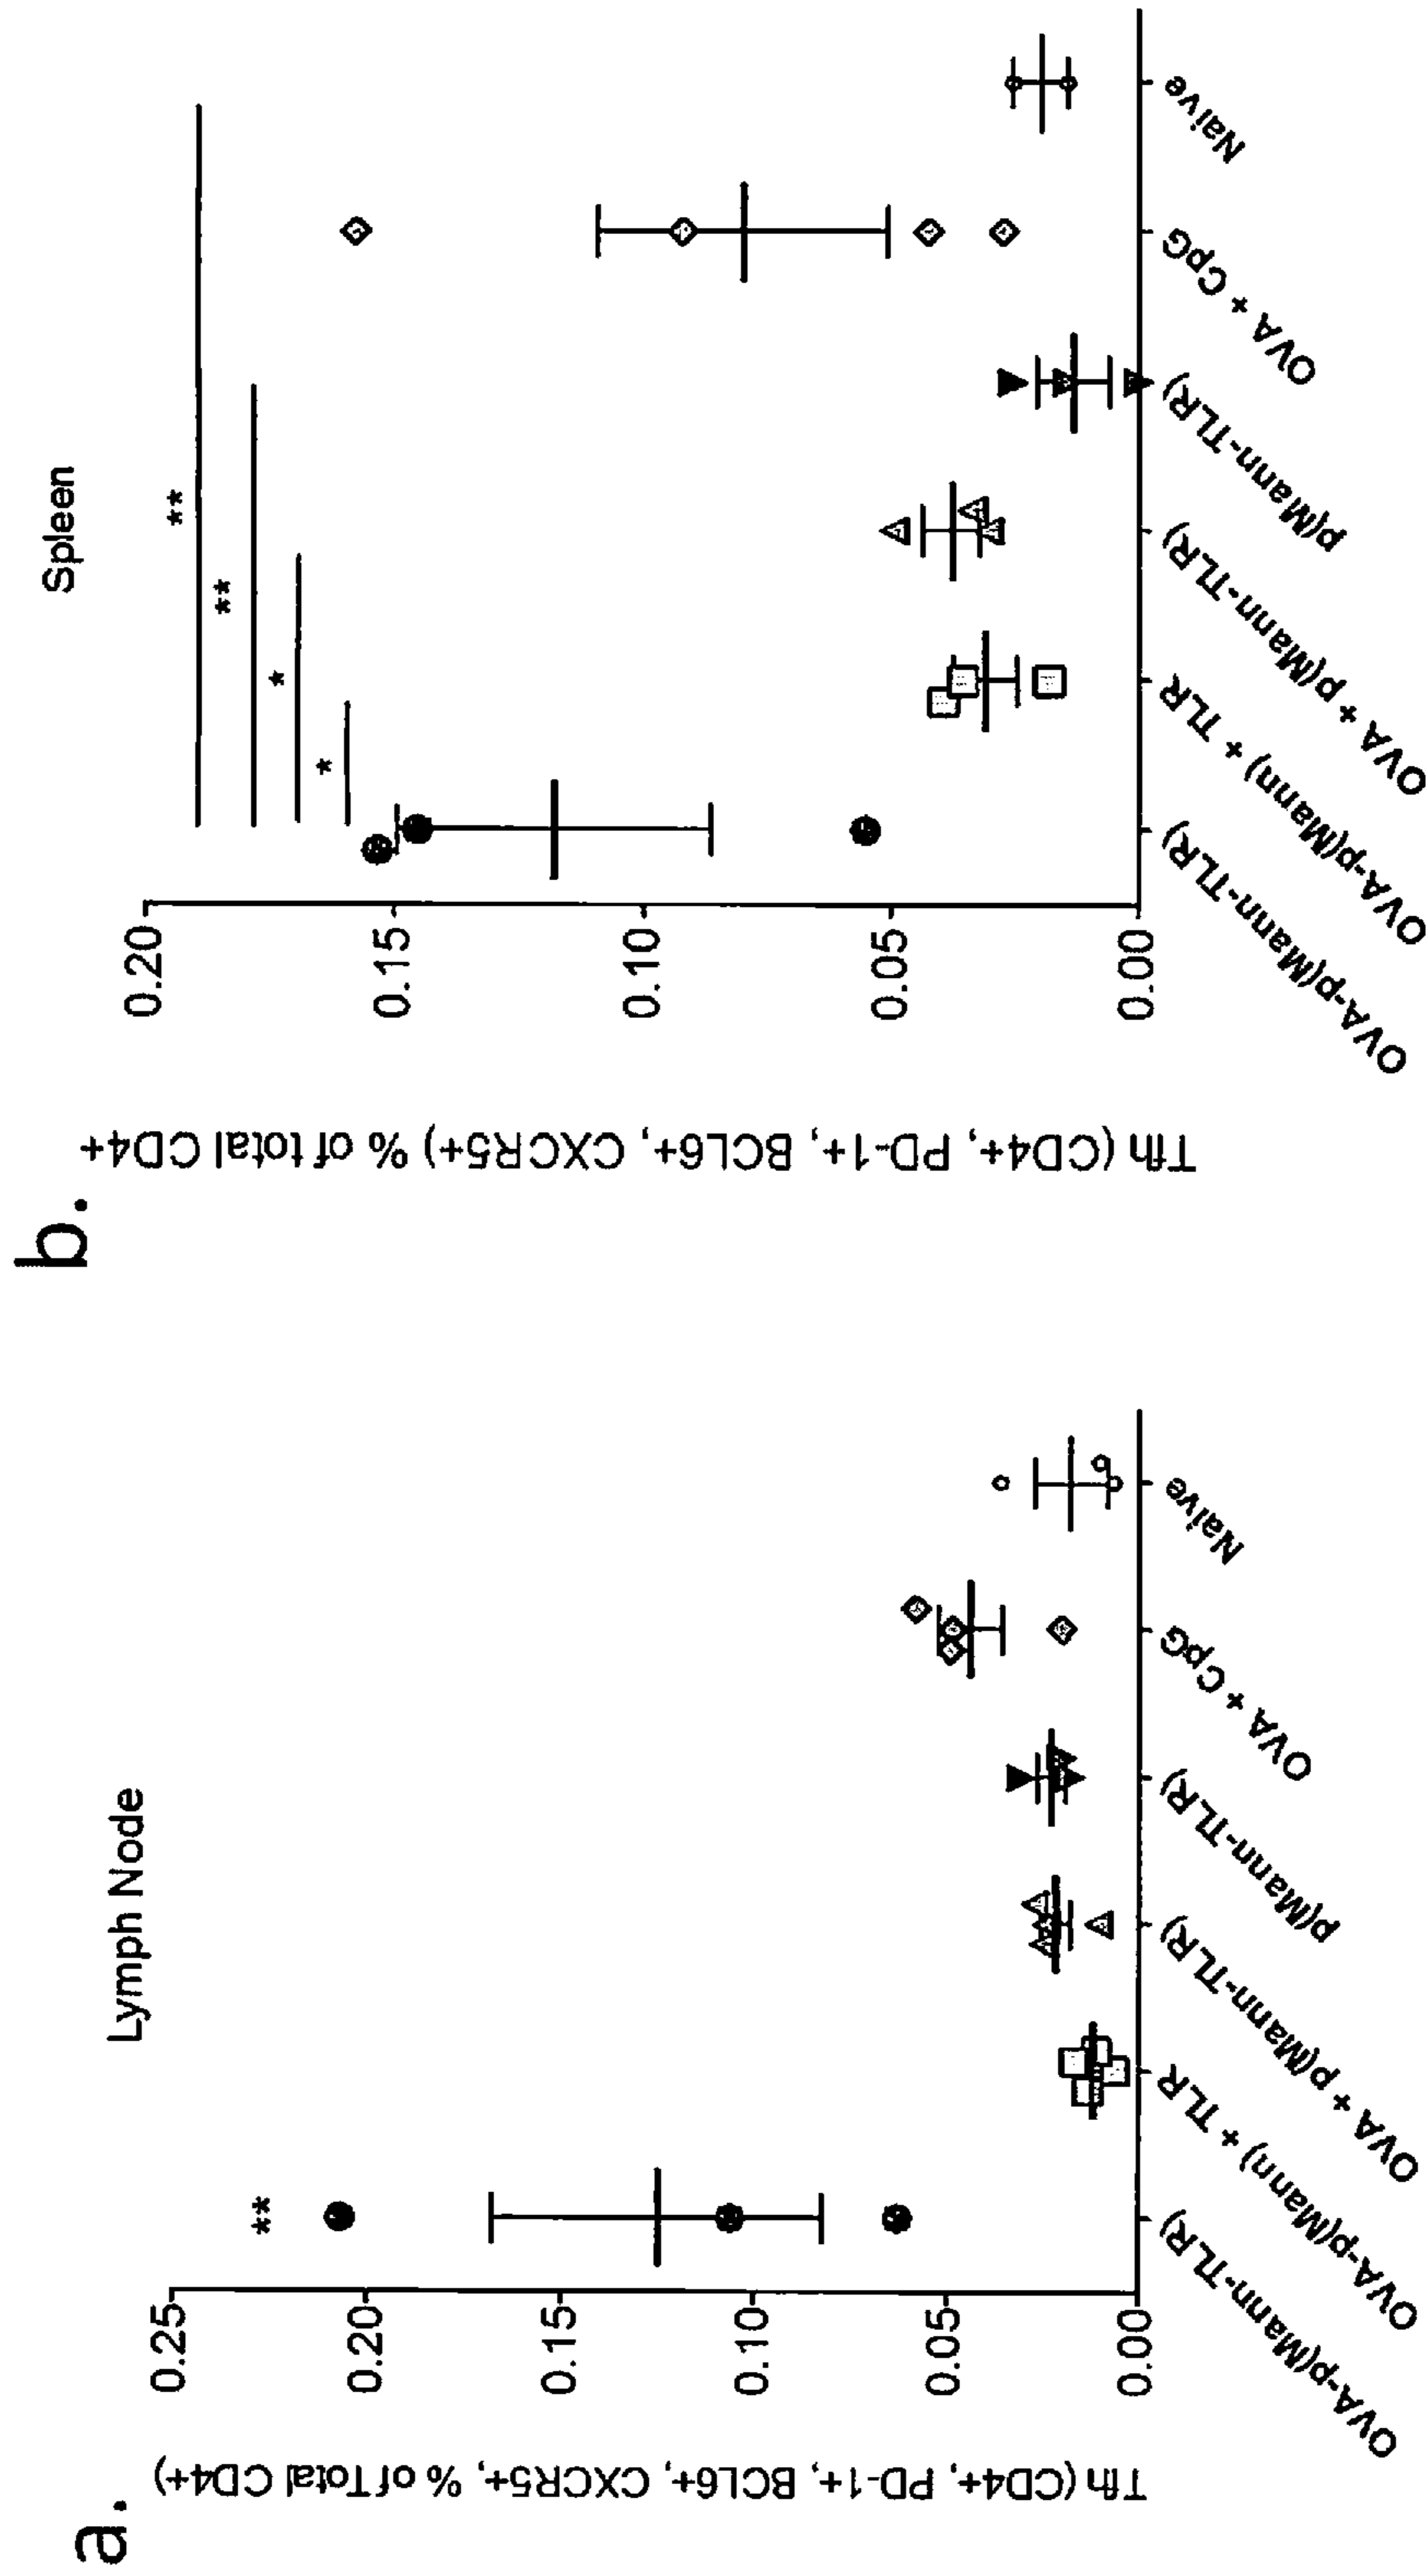 a.
Lymph Node
Tfh (CD4+, PD-1+, BCL6+, CXCR5+, % of Total CD4+)
0.25
0.20
0.15
0.10
0.05
0.00
**
OVA-p(Mann-TLR)
OVA-p(Mann) + TLR
OVA + p(Mann-TLR)
p(Mann-TLR)
OVA + CpG
Naive
b.
Spleen
Tfh (CD4+, PD-1+, BCL6+, CXCR5+) % of total CD4+
0.20
0.15
0.10
0.05
0.00
**
**
*
*
OVA-p(Mann-TLR)
OVA-p(Mann) + TLR
OVA + p(Mann-TLR)
p(Mann-TLR)
OVA + CpG
Naive